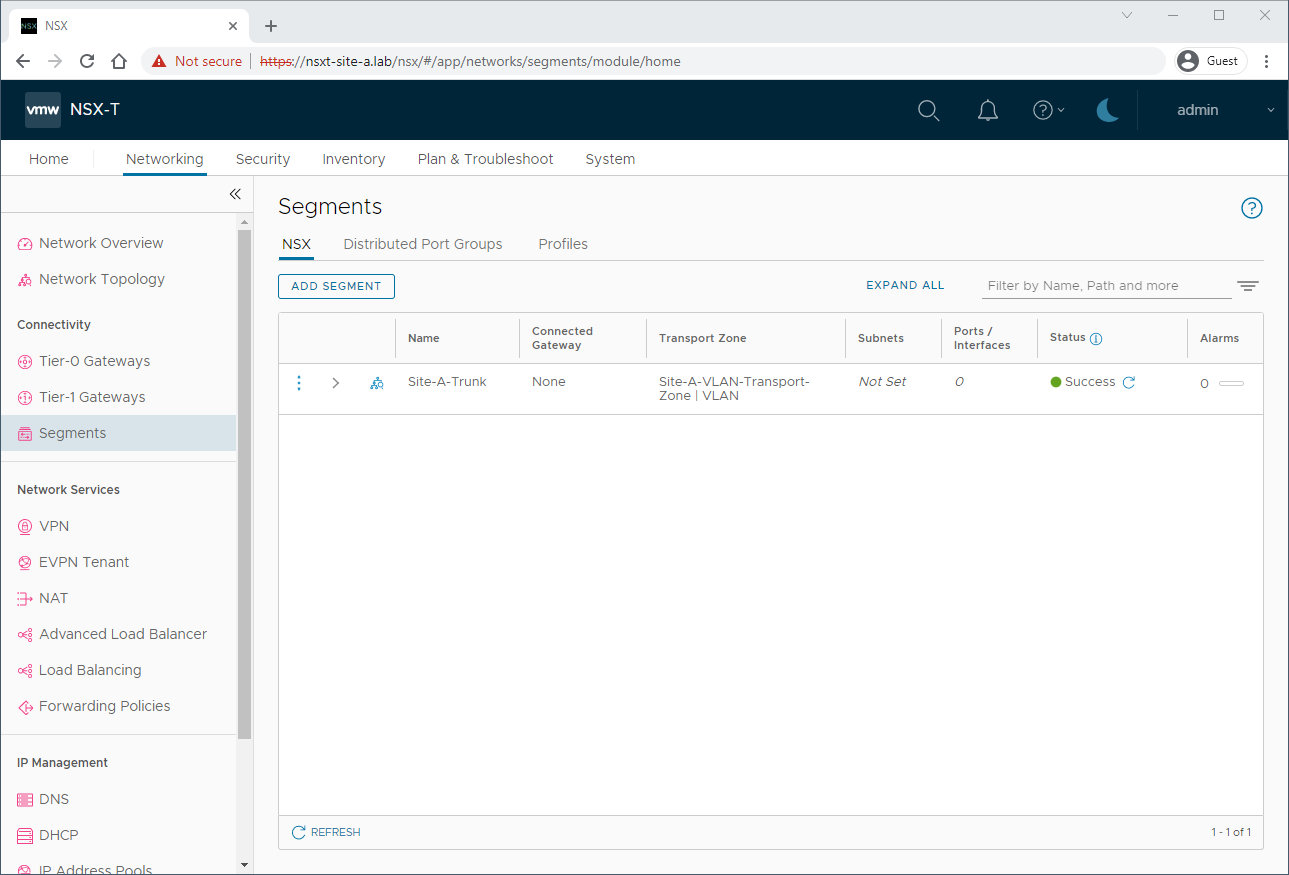 NSX
NSX
Not secure
https://nsxt-site-a.lab/nsx/#/app/networks/segments/module/home
Guest
vmw NSX-T
admin
Home
Networking
Security
Inventory
Plan & Troubleshoot
System
Network Overview
Network Topology
Connectivity
Tier-0 Gateways
Tier-1 Gateways
Segments
Network Services
VPN
EVPN Tenant
NAT
Advanced Load Balancer
Load Balancing
Forwarding Policies
IP Management
DNS
DHCP
IP Address Pools
Segments
NSX
Distributed Port Groups
Profiles
ADD SEGMENT
EXPAND ALL
Filter by Name, Path and more
Name
Connected
Gateway
Transport Zone
Subnets
Ports /
Interfaces
Status
Alarms
Site-A-Trunk
None
Site-A-VLAN-Transport-
Zone | VLAN
Not Set
0
Success
0
REFRESH
1 - 1 of 1